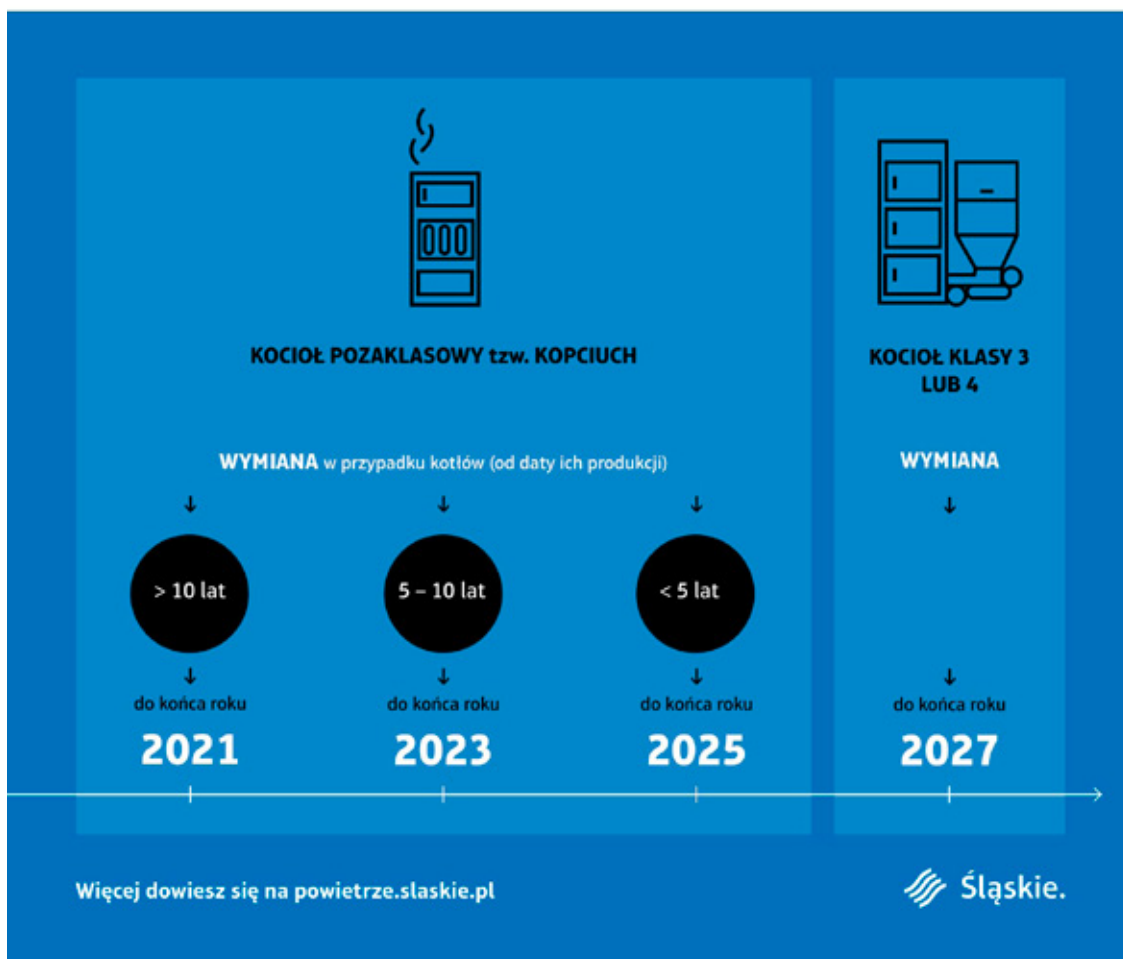 KOCIOŁ POZAKLASOWY tzw. KOPCIUCH
WYMIANA w przypadku kotłów (od daty ich produkcji)
> 10 lat
5 – 10 lat
< 5 lat
do końca roku
do końca roku
do końca roku
2021
2023
2025
KOCIOŁ KLASY 3
LUB 4
WYMIANA
do końca roku
2027
Więcej dowiesz się na powietrze.slaskie.pl
Śląskie.